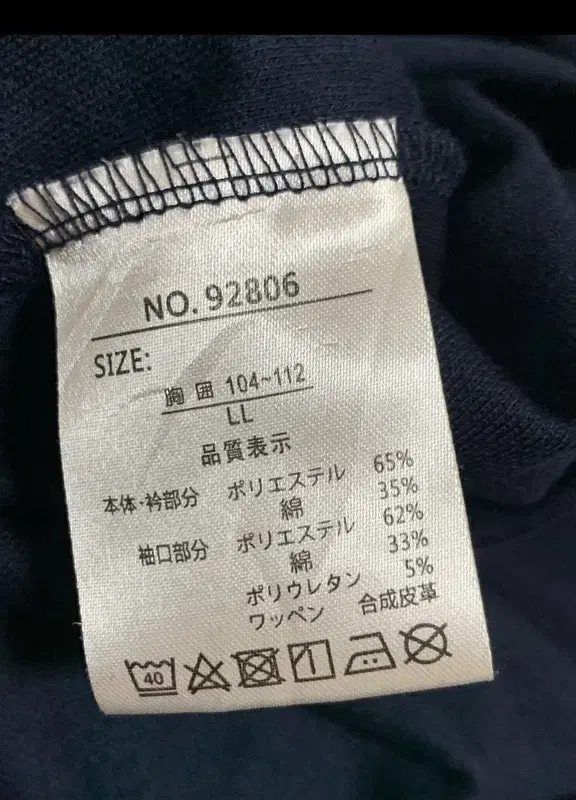 NO. 92806
SIZE:
胸囲 104~112
LL
品質表示
本体・衿部分 ポリエステル 65%
綿 35%
袖口部分 ポリエステル 62%
綿 33%
ポリウレタン 5%
ワッペン 合成皮革
40